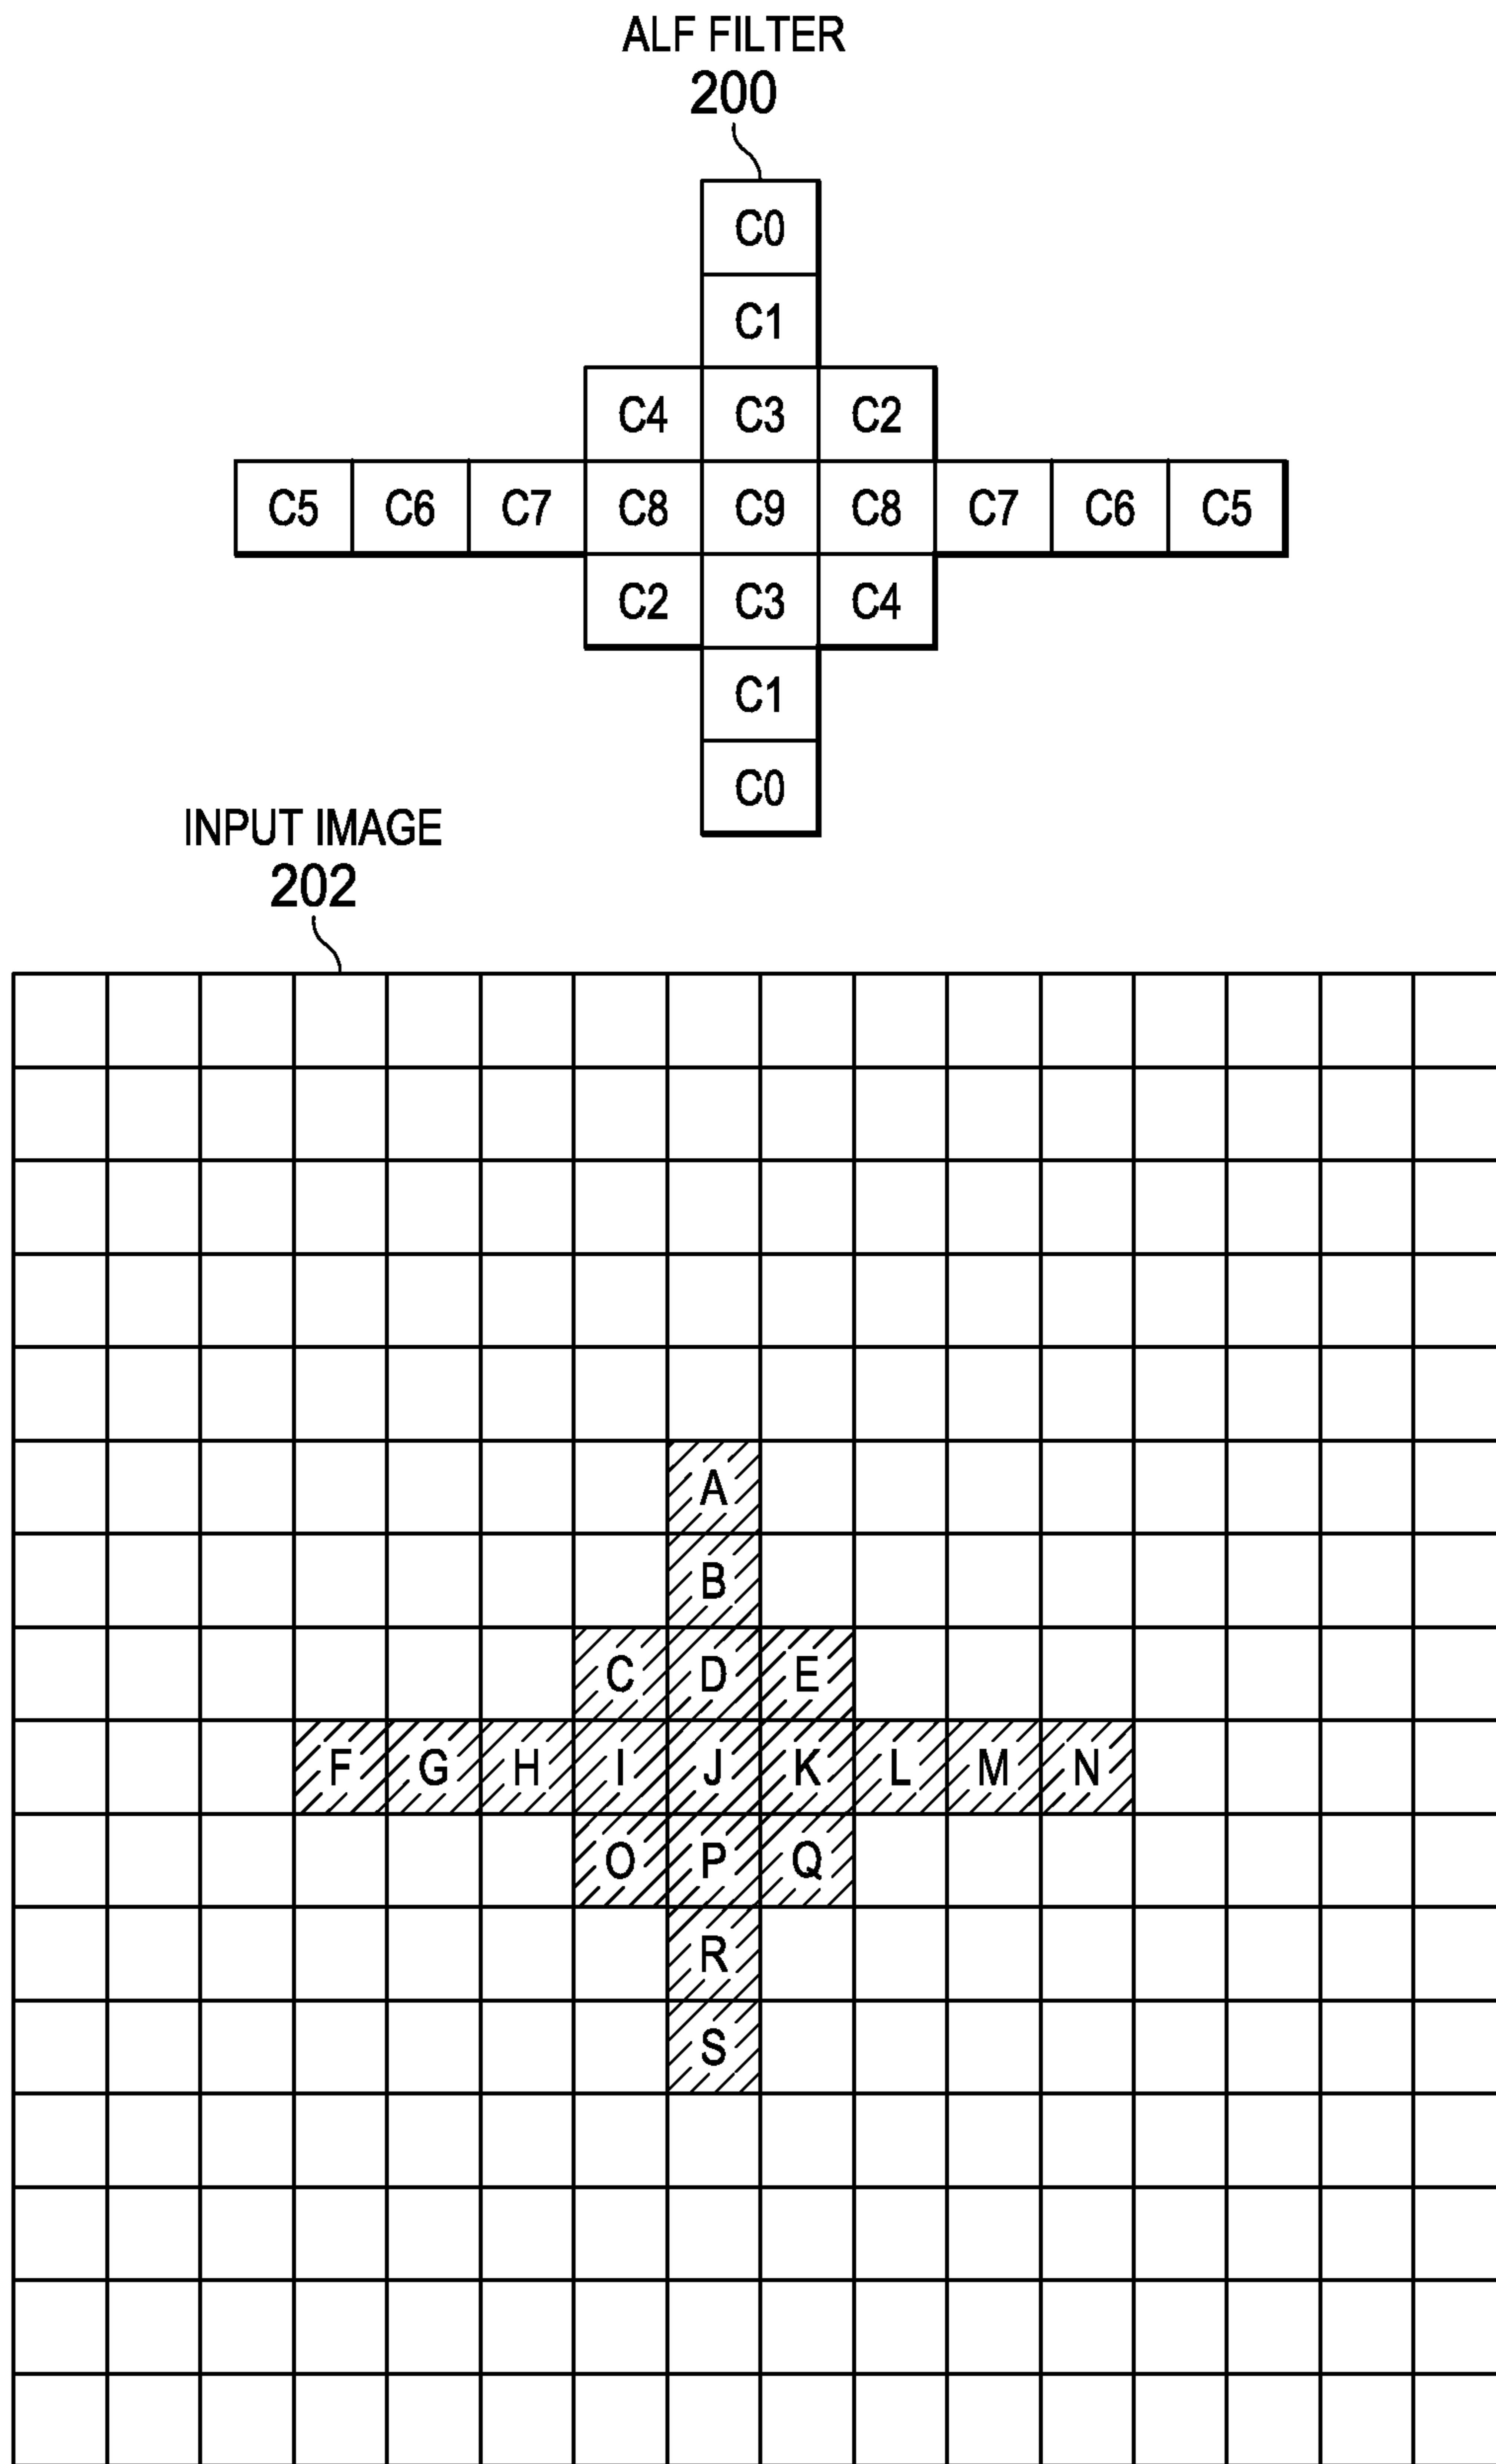 ALF FILTER
200
C0
C1
C4 C3 C2
C5 C6 C7 C8 C9 C8 C7 C6 C5
C2 C3 C4
C1
C0
INPUT IMAGE
202
A
B
C D E
F G H I J K L M N
O P Q
R
S